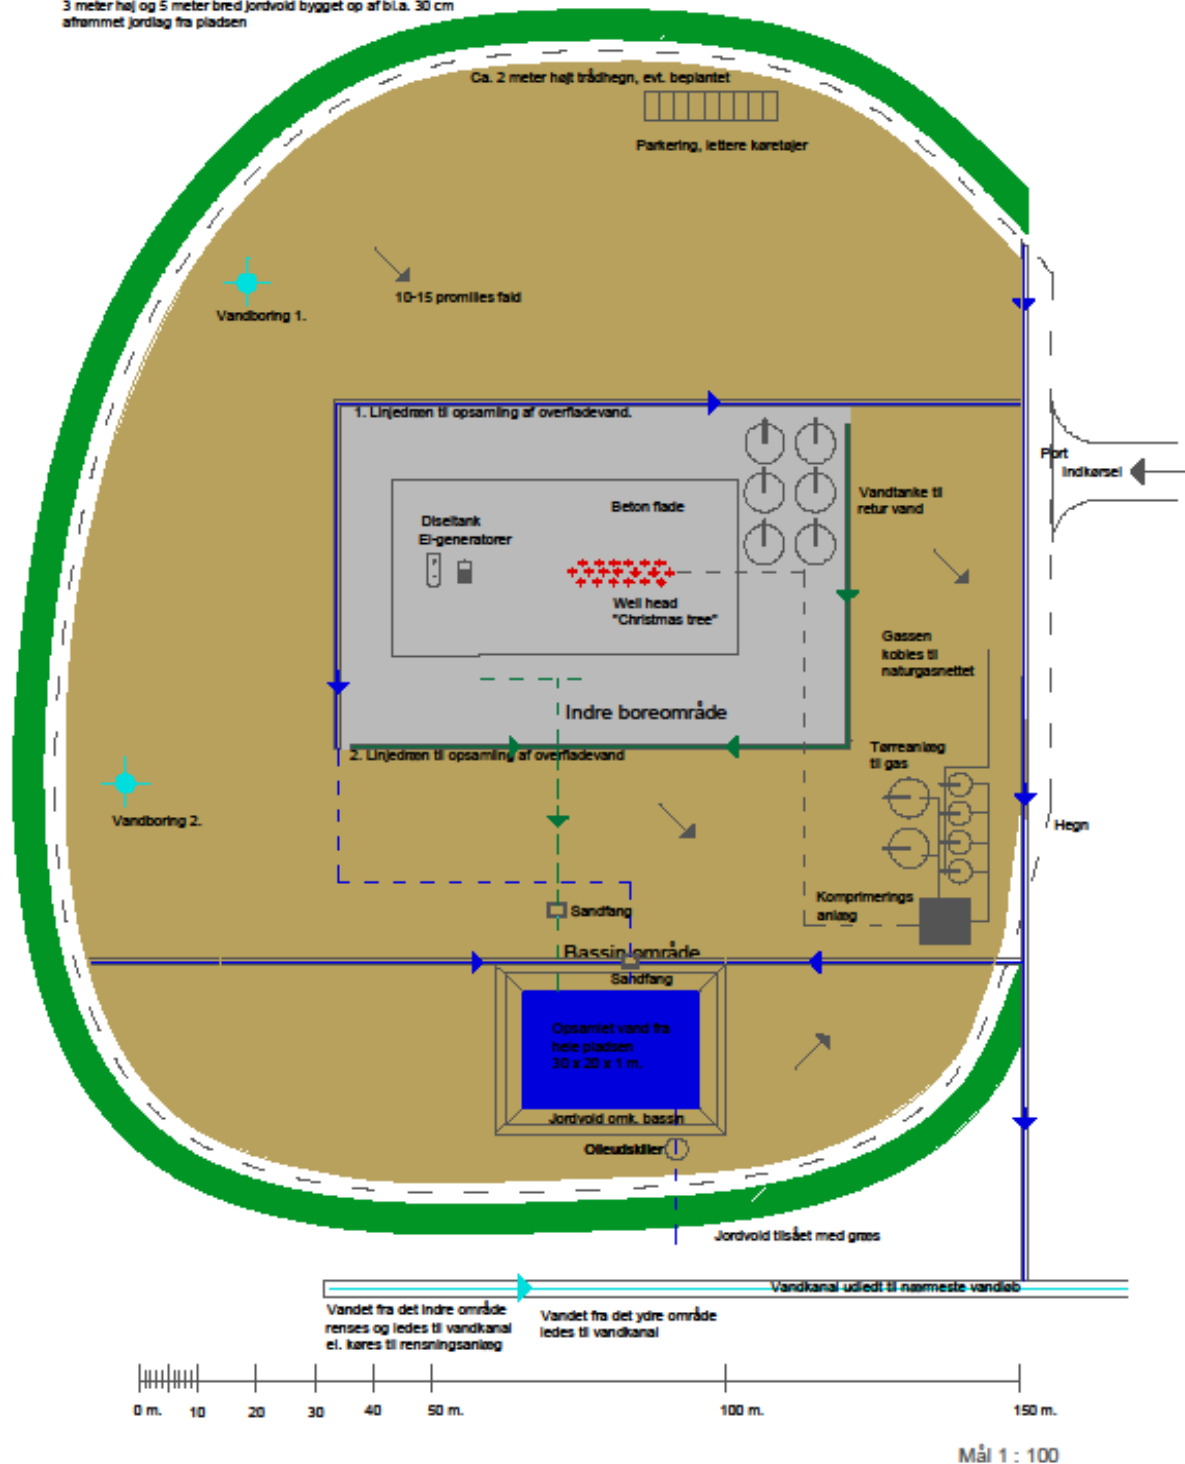 3 meter høj og 5 meter bred jordvold bygget op af bl.a. 30 cm
afrømmet jordlag fra pladsen
Ca. 2 meter højt trådhegn, evt. beplantet
Parkering, lettere køretøjer
10-15 promilles fald
Vandboring 1.
1. Linjedræn til opsamling af overfladevand.
Port
Indkørsel
Vandtanke til
retur vand
Beton flade
Diseltank
El-generatorer
Well head
"Christmas tree"
Gassen
kobles til
naturgasnettet
Indre boreområde
2. Linjedræn til opsamling af overfladevand
Tørreanlæg
til gas
Vandboring 2.
Hegn
Komprimerings
anlæg
Sandfang
Bassin område
Sandfang
Opsamlet vand fra
hele pladsen
30 x 20 x 1 m.
Jordvold omk. bassin
Olieudskiller
Jordvold tilsået med græs
Vandkanal udledt til nærmeste vandløb
Vandet fra det indre område
renses og ledes til vandkanal
el. køres til rensningsanlæg
Vandet fra det ydre område
ledes til vandkanal
0 m. 10 20 30 40 50 m. 100 m. 150 m.
Mål 1 : 100